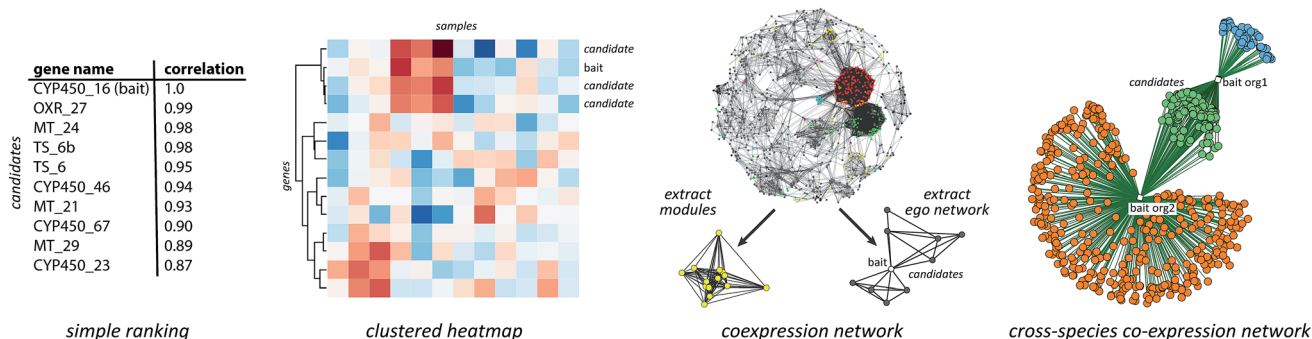 gene name correlation
CYP450_16 (bait) 1.0
OXR_27 0.99
MT_24 0.98
TS_6b 0.98
TS_6 0.95
CYP450_46 0.94
MT_21 0.93
CYP450_67 0.90
MT_29 0.89
CYP450_23 0.87
candidates
simple ranking
samples
candidate
bait
candidate
candidate
genes
clustered heatmap
extract
modules
extract
ego network
bait
candidates
coexpression network
candidates
bait org1
bait org2
cross-species co-expression network